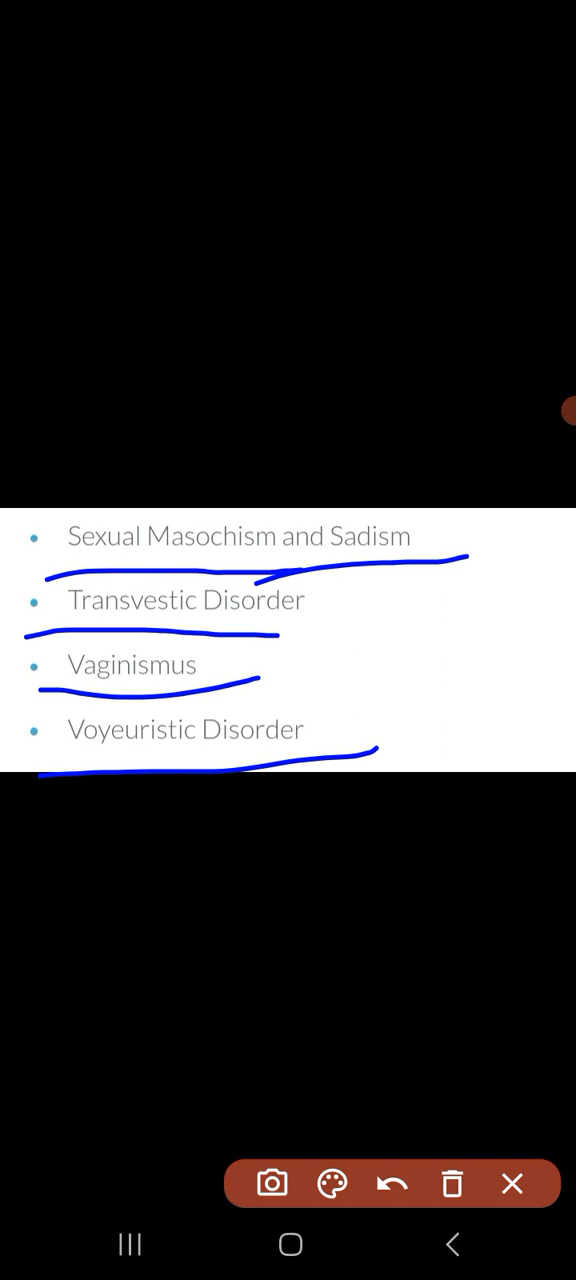 Sexual Masochism and Sadism
Transvestic Disorder
Vaginismus
Voyeuristic Disorder